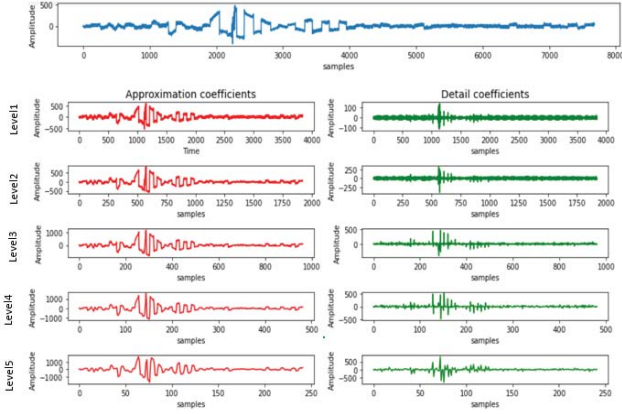 500
0
Amplitude
0 1000 2000 3000 4000 5000 6000 7000 8000
samples
Approximation coefficients Detail coefficients
Level1
Amplitude
500
0
-500
0 500 1000 1500 2000 2500 3000 3500 4000
Time
Amplitude
100
0
-100
0 500 1000 1500 2000 2500 3000 3500 4000
samples
Level2
Amplitude
500
0
-500
0 250 500 750 1000 1250 1500 1750 2000
samples
Amplitude
250
0
-250
0 250 500 750 1000 1250 1500 1750 2000
samples
Level3
Amplitude
1000
0
0 200 400 600 800 1000
samples
Amplitude
500
0
0 200 400 600 800 1000
samples
Level4
Amplitude
1000
0
-1000
0 100 200 300 400 500
samples
Amplitude
500
0
-500
0 100 200 300 400 500
samples
Level5
Amplitude
1000
0
-1000
0 50 100 150 200 250
samples
Amplitude
500
0
-500
0 50 100 150 200 250
samples